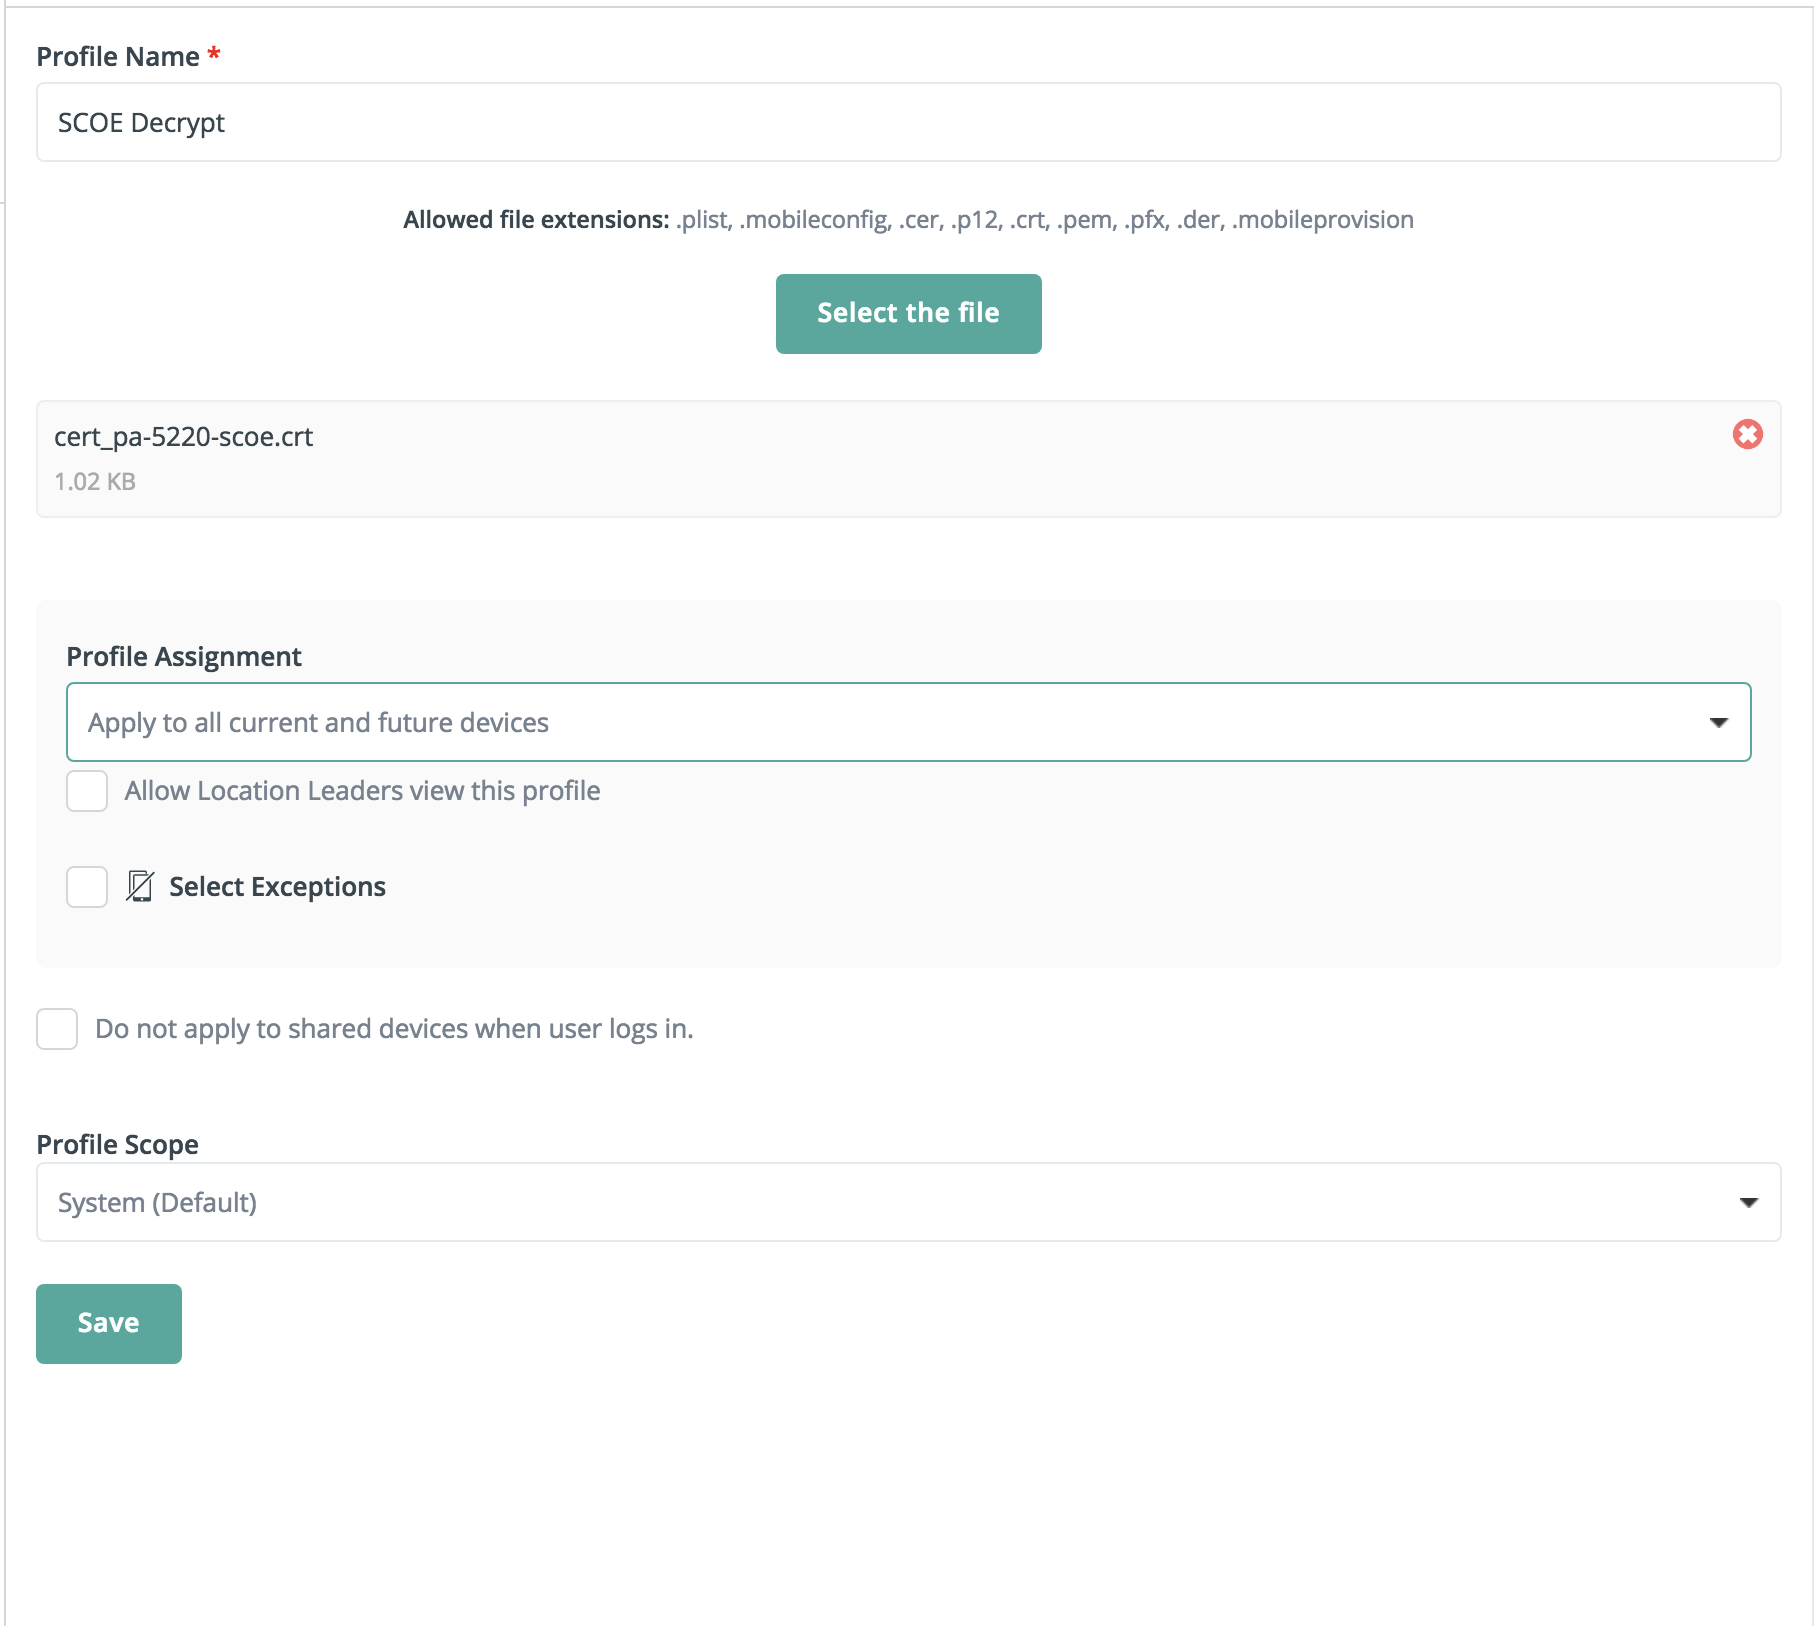 Profile Name *
SCOE Decrypt
Allowed file extensions: .plist, .mobileconfig, .cer, .p12, .crt, .pem, .pfx, .der, .mobileprovision
Select the file
cert_pa-5220-scoe.crt
1.02 KB
Profile Assignment
Apply to all current and future devices
Allow Location Leaders view this profile
Select Exceptions
Do not apply to shared devices when user logs in.
Profile Scope
System (Default)
Save